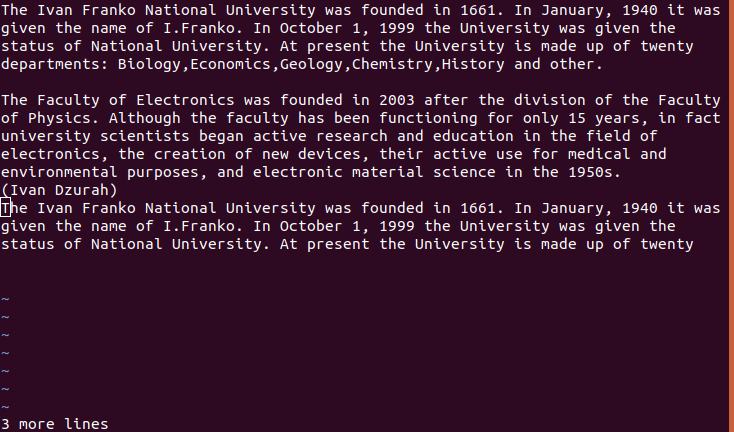 The Ivan Franko National University was founded in 1661. In January, 1940 it was
given the name of I.Franko. In October 1, 1999 the University was given the
status of National University. At present the University is made up of twenty
departments: Biology,Economics,Geology,Chemistry,History and other.

The Faculty of Electronics was founded in 2003 after the division of the Faculty
of Physics. Although the faculty has been functioning for only 15 years, in fact
university scientists began active research and education in the field of
electronics, the creation of new devices, their active use for medical and
environmental purposes, and electronic material science in the 1950s.
(Ivan Dzurah)
The Ivan Franko National University was founded in 1661. In January, 1940 it was
given the name of I.Franko. In October 1, 1999 the University was given the
status of National University. At present the University is made up of twenty

~
~
~
~
~
~
~
3 more lines